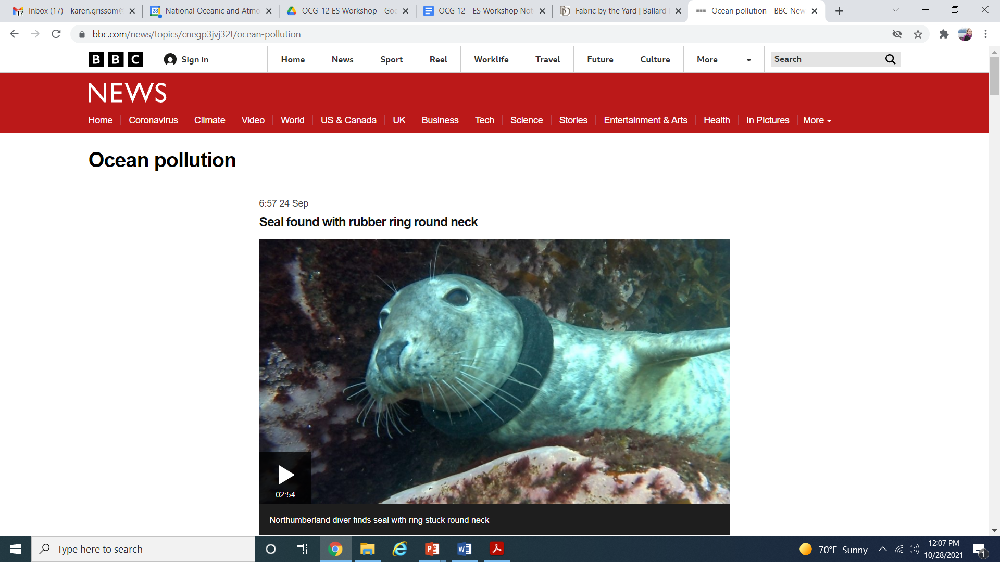 Inbox (17) - karen.grissom@
National Oceanic and Atmo
OCG-12 ES Workshop - Goo
OCG 12 - ES Workshop Not
Fabric by the Yard | Ballard
Ocean pollution - BBC New
bbc.com/news/topics/cnegp3jvj32t/ocean-pollution
BBC
Sign in
Home
News
Sport
Reel
Worklife
Travel
Future
Culture
More
Search
NEWS
Home
Coronavirus
Climate
Video
World
US & Canada
UK
Business
Tech
Science
Stories
Entertainment & Arts
Health
In Pictures
More
Ocean pollution
6:57 24 Sep
Seal found with rubber ring round neck
02:54
Northumberland diver finds seal with ring stuck round neck
Type here to search
70°F Sunny
12:07 PM
10/28/2021
1